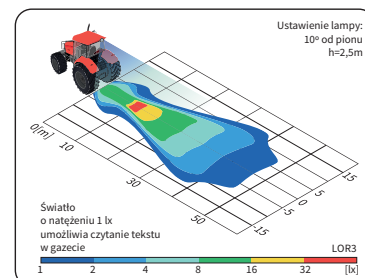 Ustawienie lampy:
10º od pionu
h=2,5m
0[m]
10
30
50
15
5
0
-5
-15
Światło
o natężeniu 1 lx
umożliwia czytanie tekstu
w gazecie
LOR3
1 2 4 8 16 32 [lx]